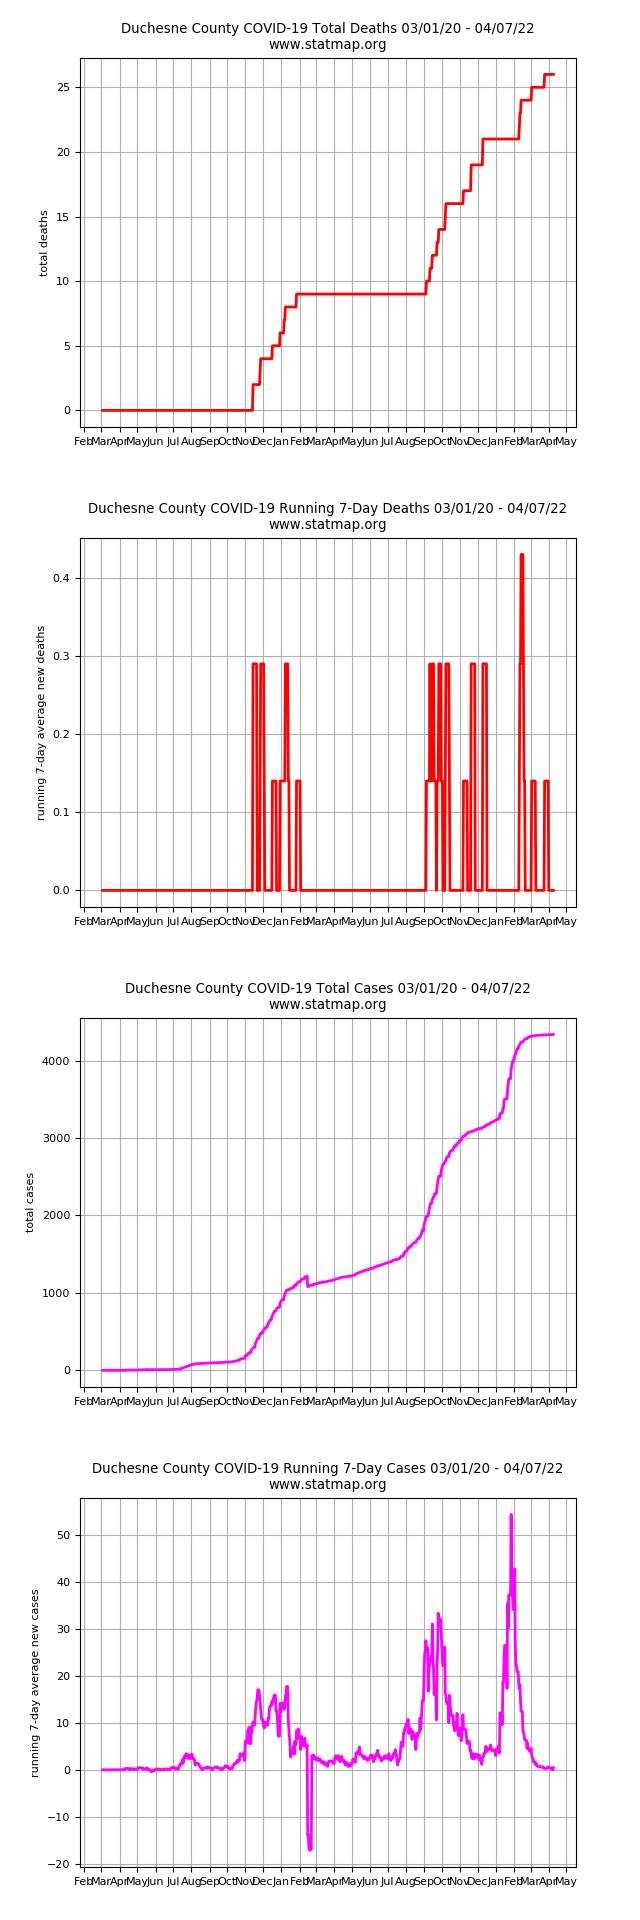 Duchesne County COVID-19 Total Deaths 03/01/20 - 04/07/22
www.statmap.org
25
20
15
10
5
0
total deaths
Feb Mar Apr May Jun Jul Aug Sep Oct Nov Dec Jan Feb Mar Apr May Jun Jul Aug Sep Oct Nov Dec Jan Feb Mar Apr May
Duchesne County COVID-19 Running 7-Day Deaths 03/01/20 - 04/07/22
www.statmap.org
0.4
0.3
0.2
0.1
0.0
running 7-day average new deaths
Feb Mar Apr May Jun Jul Aug Sep Oct Nov Dec Jan Feb Mar Apr May Jun Jul Aug Sep Oct Nov Dec Jan Feb Mar Apr May
Duchesne County COVID-19 Total Cases 03/01/20 - 04/07/22
www.statmap.org
4000
3000
2000
1000
0
total cases
Feb Mar Apr May Jun Jul Aug Sep Oct Nov Dec Jan Feb Mar Apr May Jun Jul Aug Sep Oct Nov Dec Jan Feb Mar Apr May
Duchesne County COVID-19 Running 7-Day Cases 03/01/20 - 04/07/22
www.statmap.org
50
40
30
20
10
0
−10
−20
running 7-day average new cases
Feb Mar Apr May Jun Jul Aug Sep Oct Nov Dec Jan Feb Mar Apr May Jun Jul Aug Sep Oct Nov Dec Jan Feb Mar Apr May